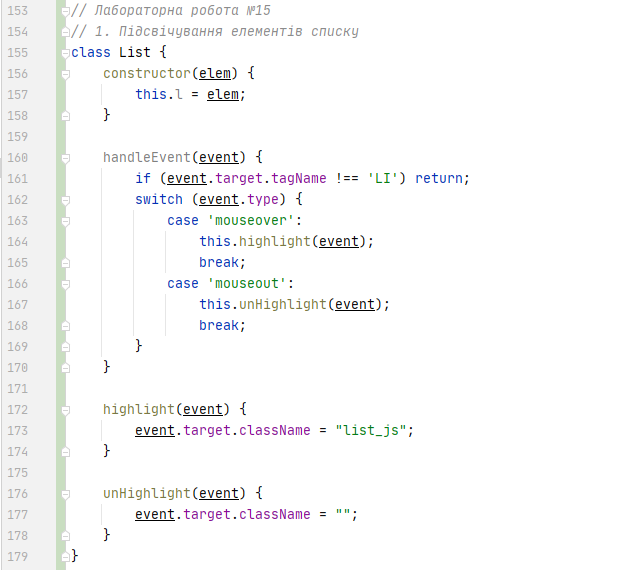 153 // Лабораторна робота №15
154 // 1. Підсвічування елементів списку
155 class List {
156     constructor(elem) {
157         this.l = elem;
158     }
159
160     handleEvent(event) {
161         if (event.target.tagName !== 'LI') return;
162         switch (event.type) {
163             case 'mouseover':
164                 this.highlight(event);
165                 break;
166             case 'mouseout':
167                 this.unHighlight(event);
168                 break;
169         }
170     }
171
172     highlight(event) {
173         event.target.className = "list_js";
174     }
175
176     unHighlight(event) {
177         event.target.className = "";
178     }
179 }